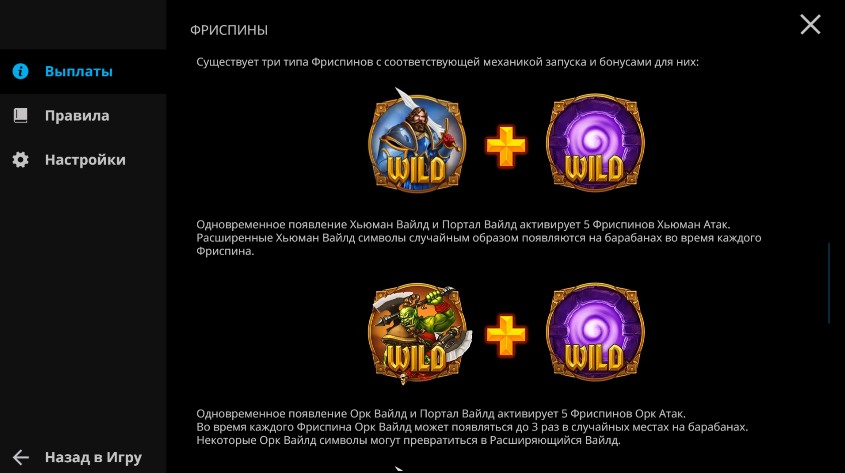 ФРИСПИНЫ
Существует три типа Фриспинов с соответствующей механикой запуска и бонусами для них:
Выплаты
Правила
Настройки
WILD
WILD
Одновременное появление Хьюман Вайлд и Портал Вайлд активирует 5 Фриспинов Хьюман Атак.
Расширенные Хьюман Вайлд символы случайным образом появляются на барабанах во время каждого
Фриспина.
WILD
WILD
Одновременное появление Орк Вайлд и Портал Вайлд активирует 5 Фриспинов Орк Атак.
Во время каждого Фриспина Орк Вайлд может появляться до 3 раз в случайных местах на барабанах.
Некоторые Орк Вайлд символы могут превратиться в Расширяющийся Вайлд.
Назад в Игру